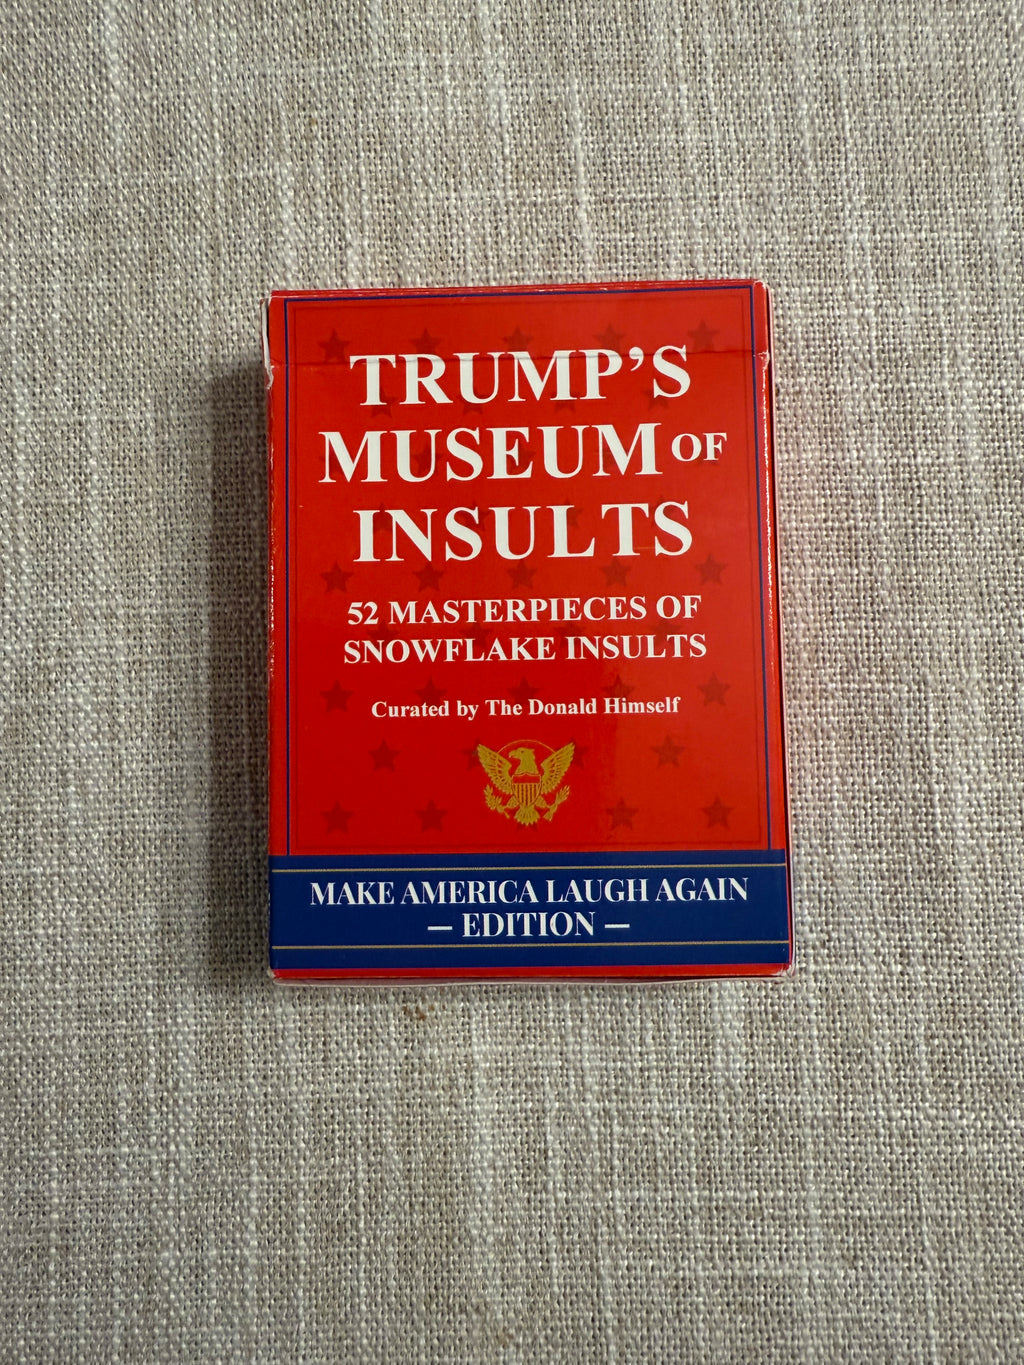 TRUMP'S
MUSEUM OF
INSULTS
52 MASTERPIECES OF
SNOWFLAKE INSULTS
Curated by The Donald Himself
MAKE AMERICA LAUGH AGAIN
— EDITION —